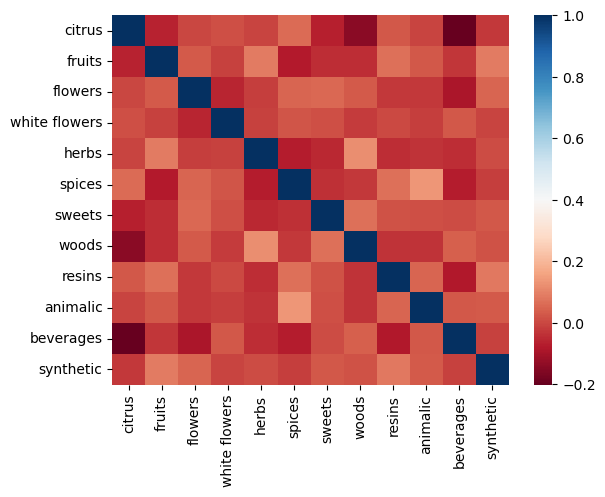 citrus
fruits
flowers
white flowers
herbs
spices
sweets
woods
resins
animalic
beverages
synthetic
citrus
fruits
flowers
white flowers
herbs
spices
sweets
woods
resins
animalic
beverages
synthetic
1.0
0.8
0.6
0.4
0.2
0.0
−0.2